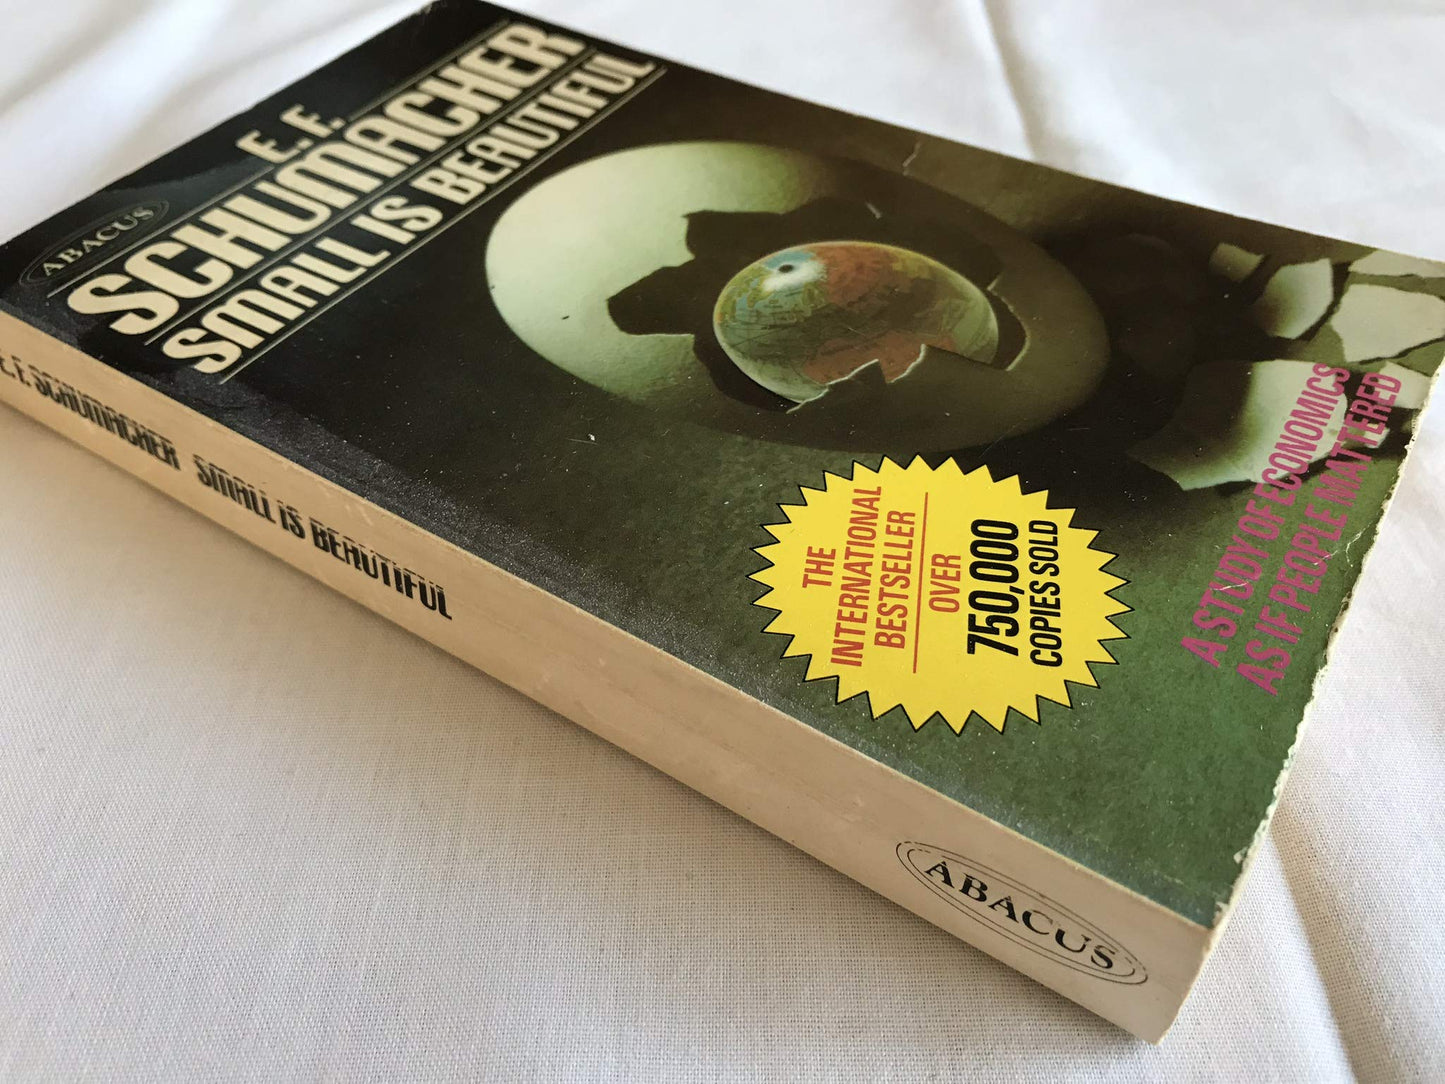 ABACUS
E. F.
SCHUMACHER
SMALL IS BEAUTIFUL
THE
INTERNATIONAL
BESTSELLER
OVER
750,000
COPIES SOLD
A STUDY OF ECONOMICS
AS IF PEOPLE MATTERED
E. F. SCHUMACHER SMALL IS BEAUTIFUL
ABACUS